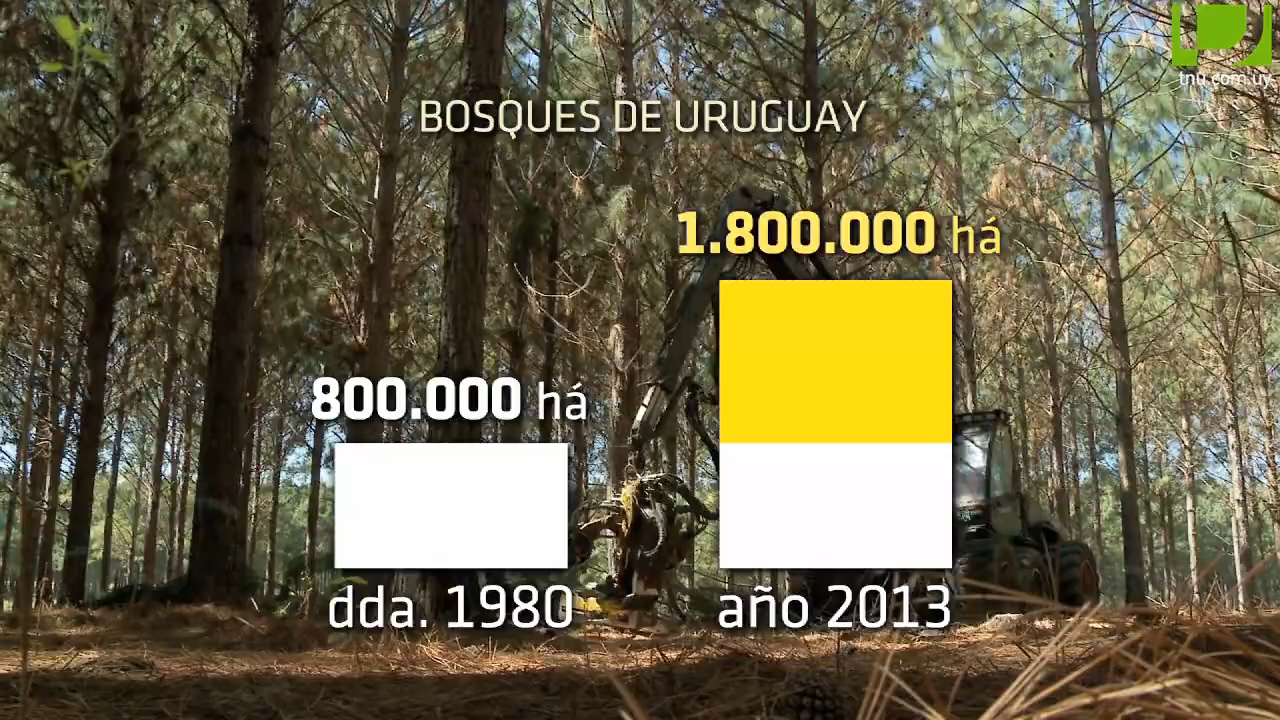 tnu.com.uy
BOSQUES DE URUGUAY
1.800.000 há
800.000 há
dda. 1980
año 2013